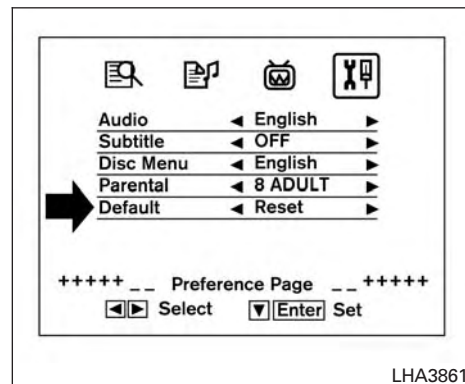 Audio ◀ English ▶
Subtitle ◀ OFF ▶
Disc Menu ◀ English ▶
Parental ◀ 8 ADULT ▶
Default ◀ Reset ▶
+++++ _ _ Preference Page _ _ +++++
◀ ▶ Select ▼ Enter Set
LHA3861